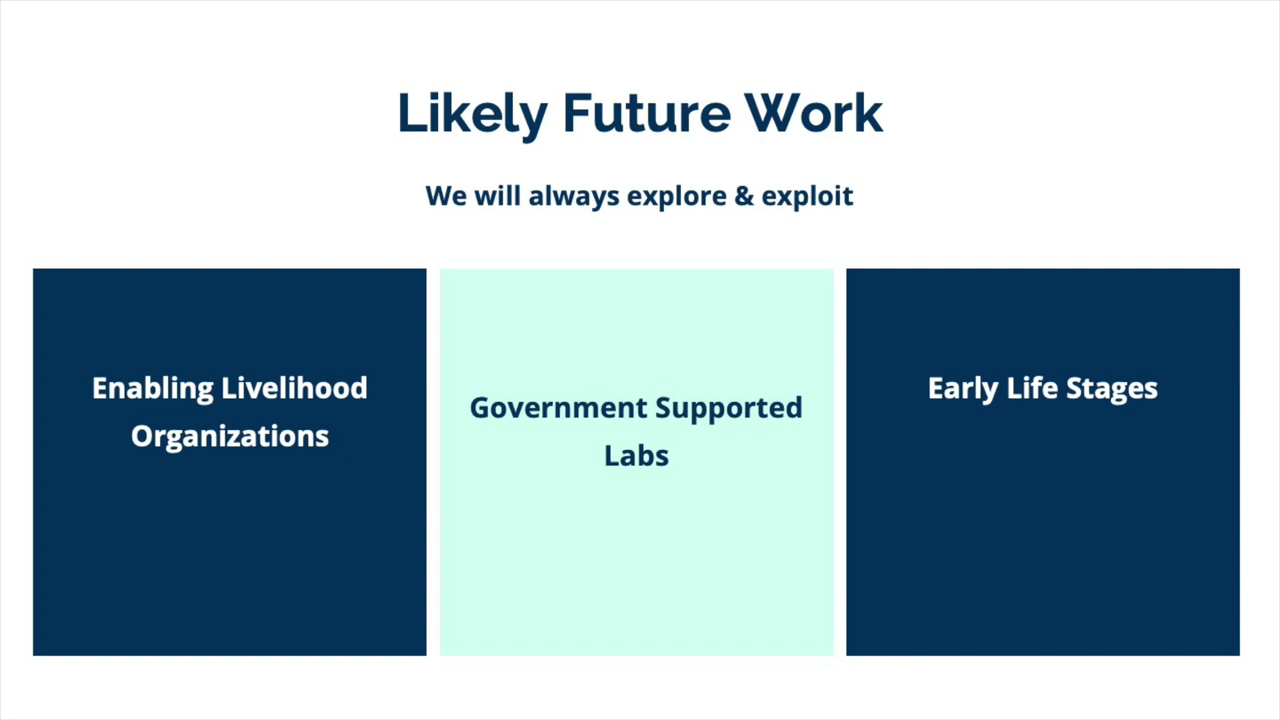 Likely Future Work
We will always explore & exploit
Enabling Livelihood
Organizations
Government Supported
Labs
Early Life Stages